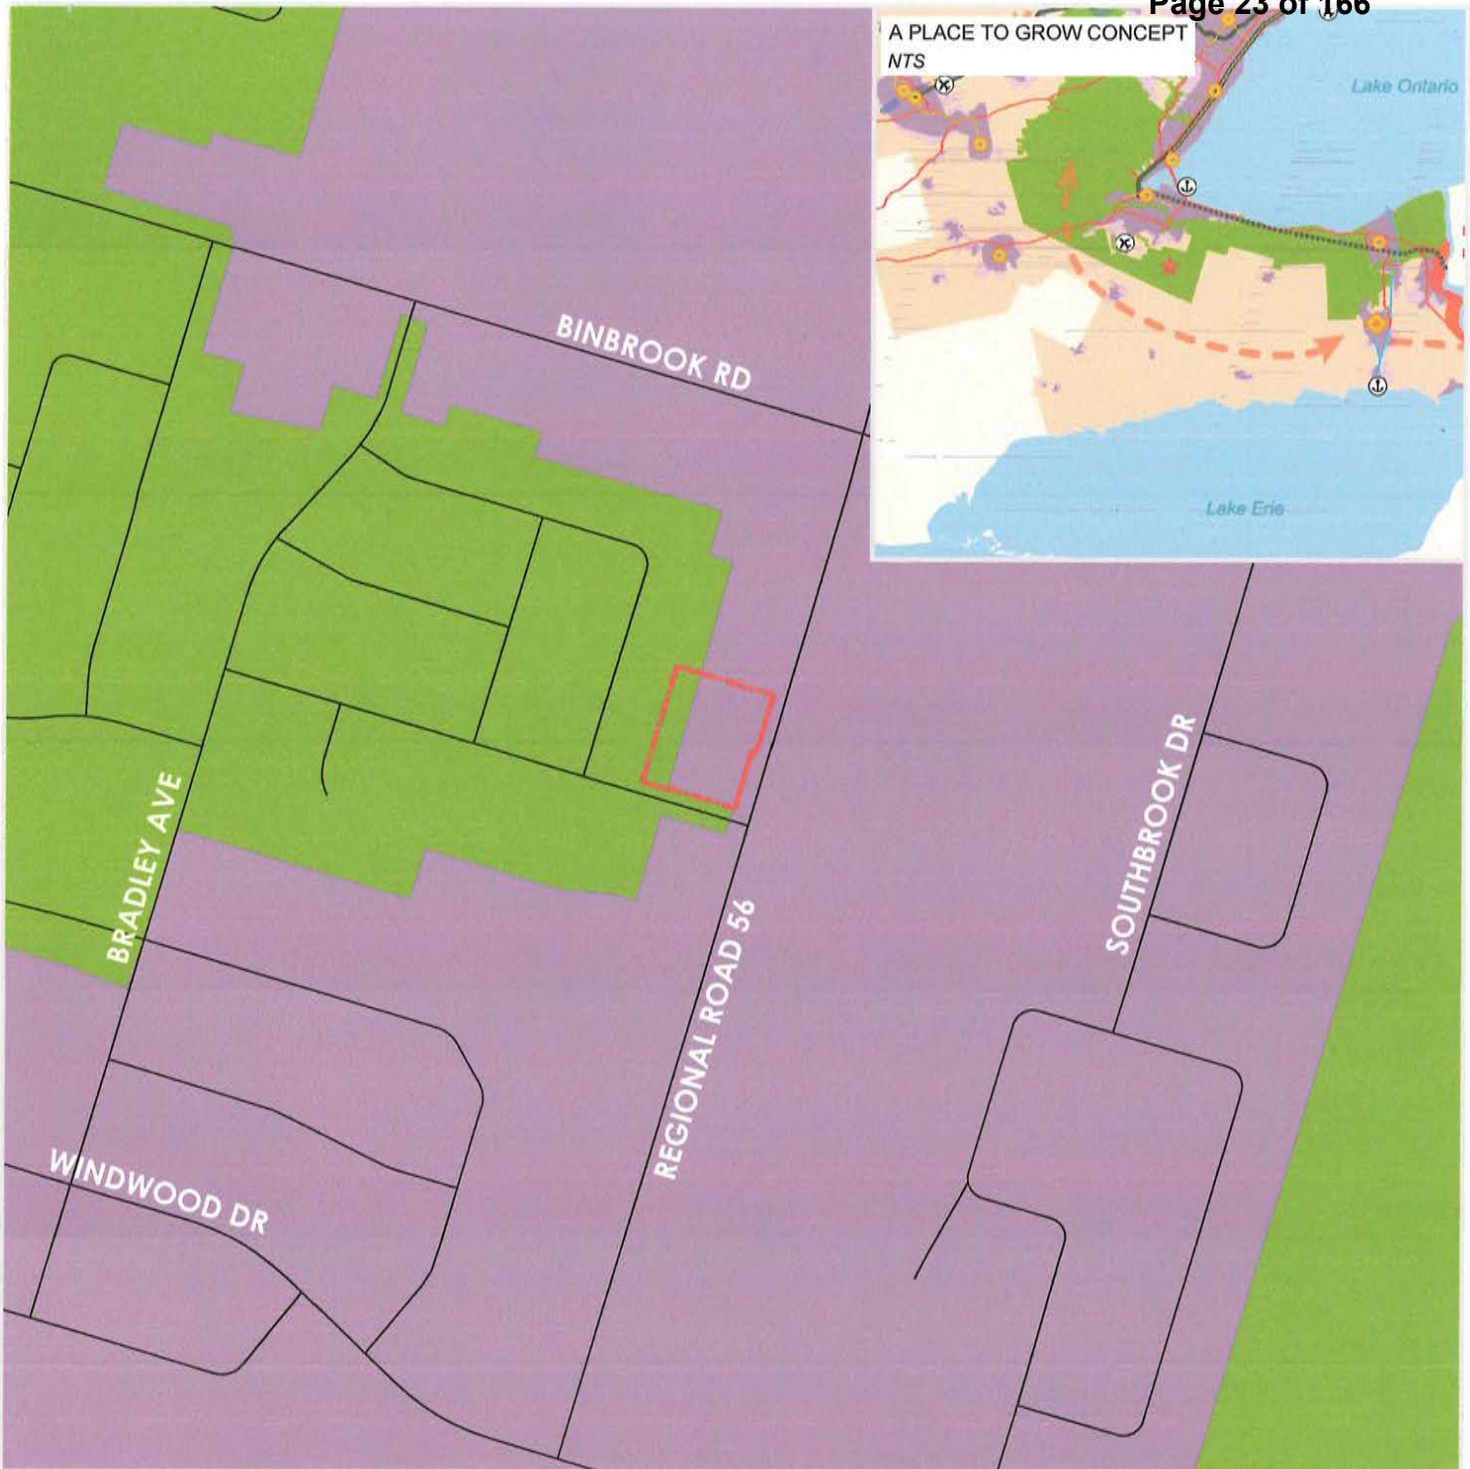 Page 23 of 166
A PLACE TO GROW CONCEPT
NTS
Lake Ontario
Lake Erie
BINBROOK RD
BRADLEY AVE
SOUTHBROOK DR
REGIONAL ROAD 56
WINDWOOD DR